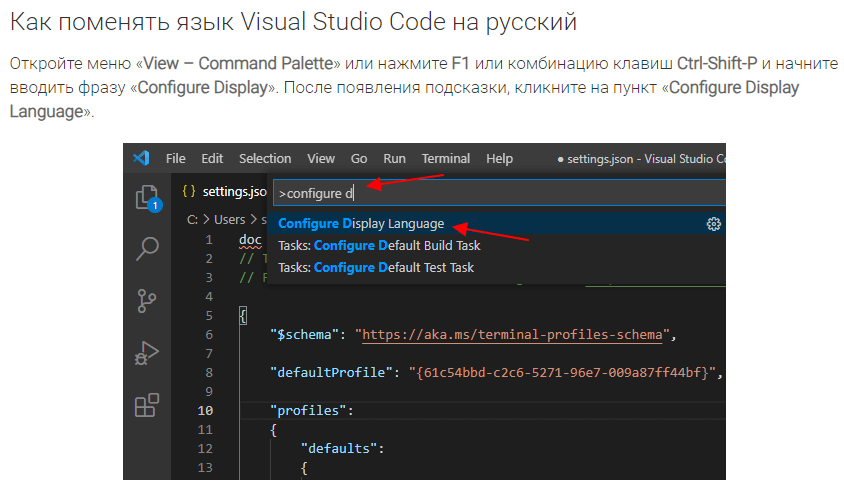 Как поменять язык Visual Studio Code на русский
Откройте меню «View – Command Palette» или нажмите F1 или комбинацию клавиш Ctrl-Shift-P и начните
вводить фразу «Configure Display». После появления подсказки, кликните на пункт «Configure Display
Language».
File Edit Selection View Go Run Terminal Help ● settings.json - Visual Studio Co
{ } settings.jso >configure d
Configure Display Language
C: > Users > s
Tasks: Configure Default Build Task
Tasks: Configure Default Test Task
1
1 doc
2 // T
3 // F
4
5 {
6 "$schema": "https://aka.ms/terminal-profiles-schema",
7
8 "defaultProfile": "{61c54bbd-c2c6-5271-96e7-009a87ff44bf}",
9
10 "profiles":
11 {
12 "defaults":
13 {